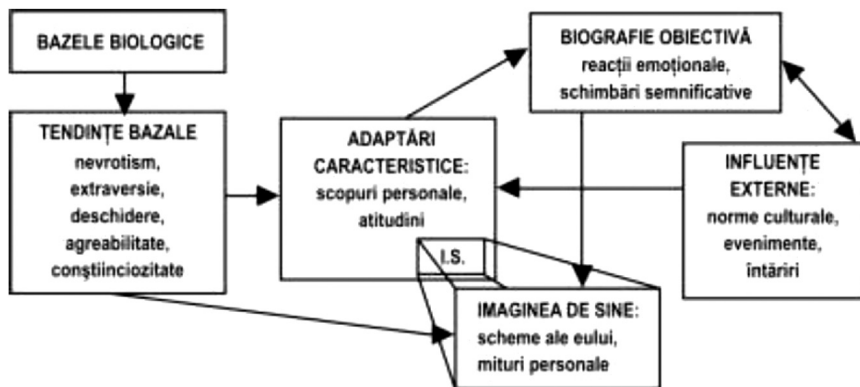 BAZELE BIOLOGICE
TENDINȚE BAZALE
nevrotism,
extraversie,
deschidere,
agreabilitate,
conștiinciozitate
ADAPTĂRI
CARACTERISTICE:
scopuri personale,
atitudini
I.S.
BIOGRAFIE OBIECTIVĂ
reacții emoționale,
schimbări semnificative
INFLUENȚE
EXTERNE:
norme culturale,
evenimente,
întăriri
IMAGINEA DE SINE:
scheme ale eului,
mituri personale